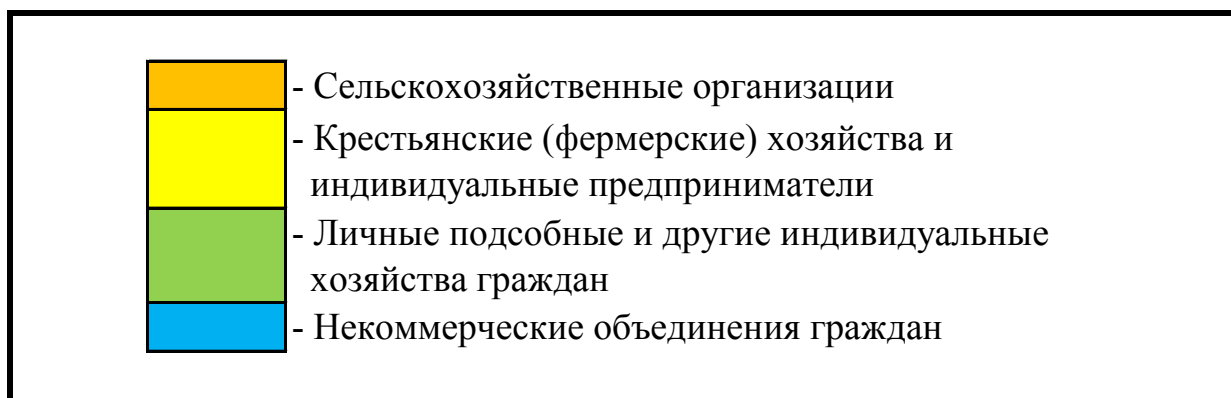 - Сельскохозяйственные организации
- Крестьянские (фермерские) хозяйства и
индивидуальные предприниматели
- Личные подсобные и другие индивидуальные
хозяйства граждан
- Некоммерческие объединения граждан